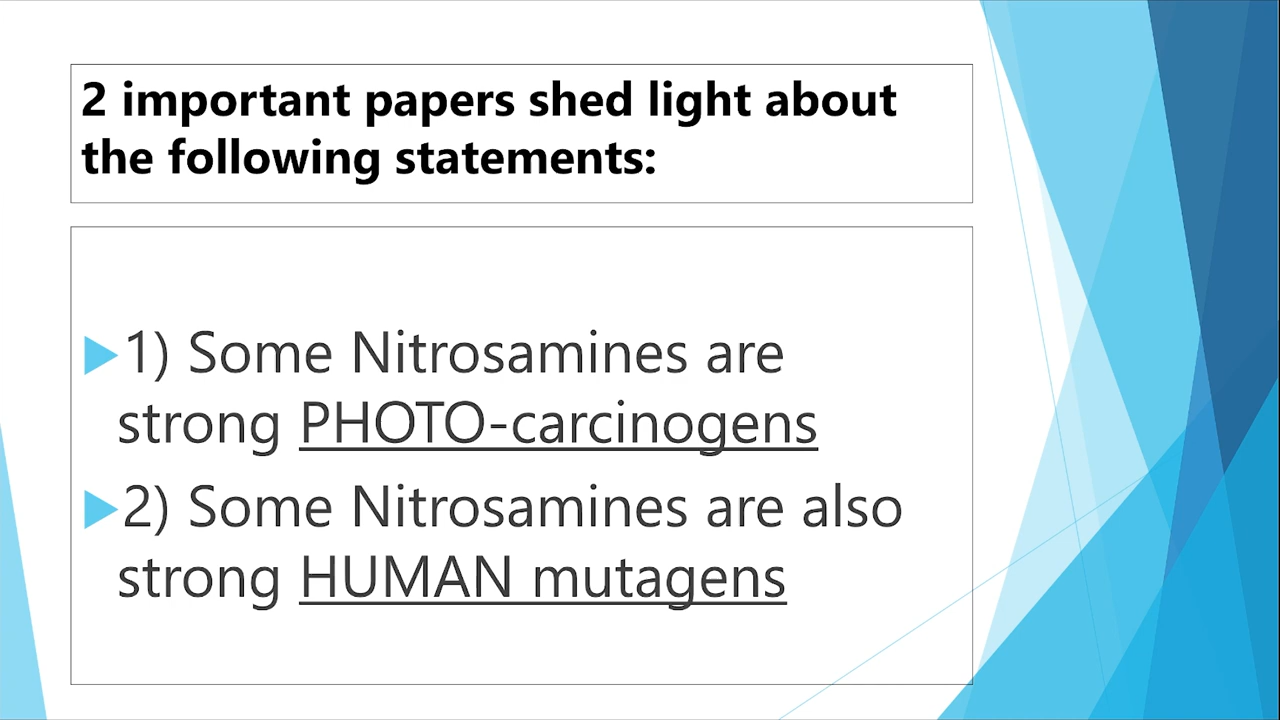 2 important papers shed light about
the following statements:
1) Some Nitrosamines are
strong PHOTO-carcinogens
2) Some Nitrosamines are also
strong HUMAN mutagens